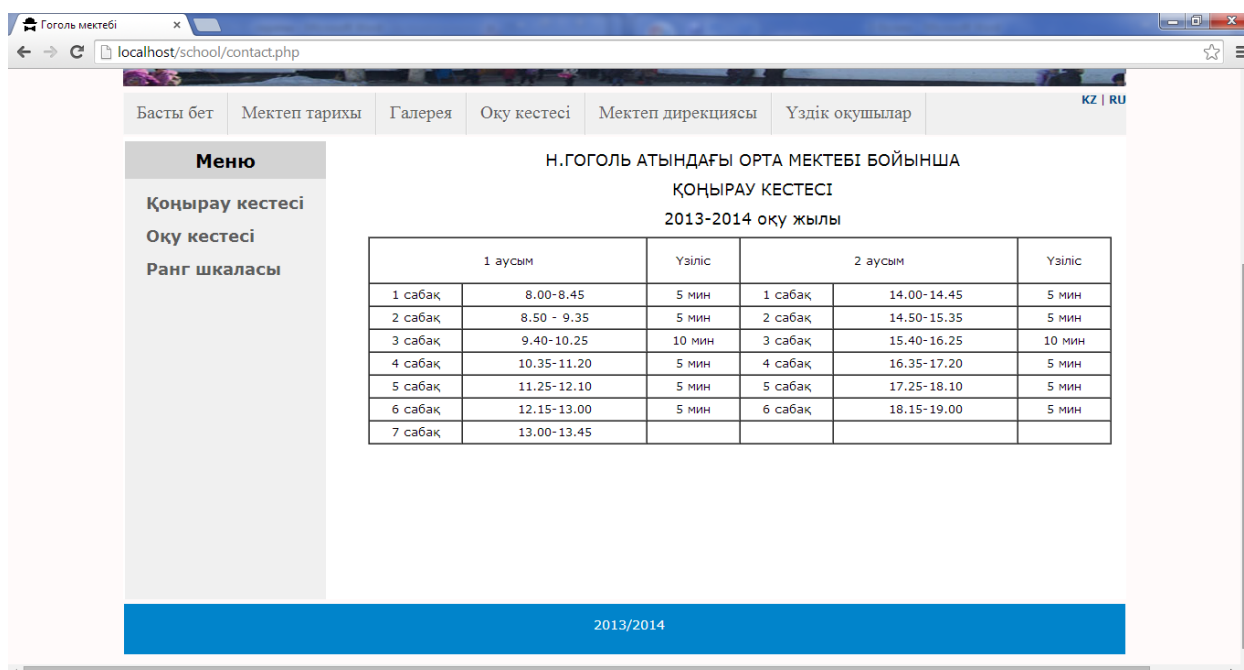 Гоголь мектебі
localhost/school/contact.php
KZ | RU
Басты бет Мектеп тарихы Галерея Оқу кестесі Мектеп дирекциясы Үздік оқушылар
Меню
Қоңырау кестесі
Оқу кестесі
Ранг шкаласы
Н.ГОГОЛЬ АТЫНДАҒЫ ОРТА МЕКТЕБІ БОЙЫНША
ҚОҢЫРАУ КЕСТЕСІ
2013-2014 оқу жылы
1 аусым Үзіліс 2 аусым Үзіліс
1 сабақ 8.00-8.45 5 мин 1 сабақ 14.00-14.45 5 мин
2 сабақ 8.50 - 9.35 5 мин 2 сабақ 14.50-15.35 5 мин
3 сабақ 9.40-10.25 10 мин 3 сабақ 15.40-16.25 10 мин
4 сабақ 10.35-11.20 5 мин 4 сабақ 16.35-17.20 5 мин
5 сабақ 11.25-12.10 5 мин 5 сабақ 17.25-18.10 5 мин
6 сабақ 12.15-13.00 5 мин 6 сабақ 18.15-19.00 5 мин
7 сабақ 13.00-13.45
2013/2014